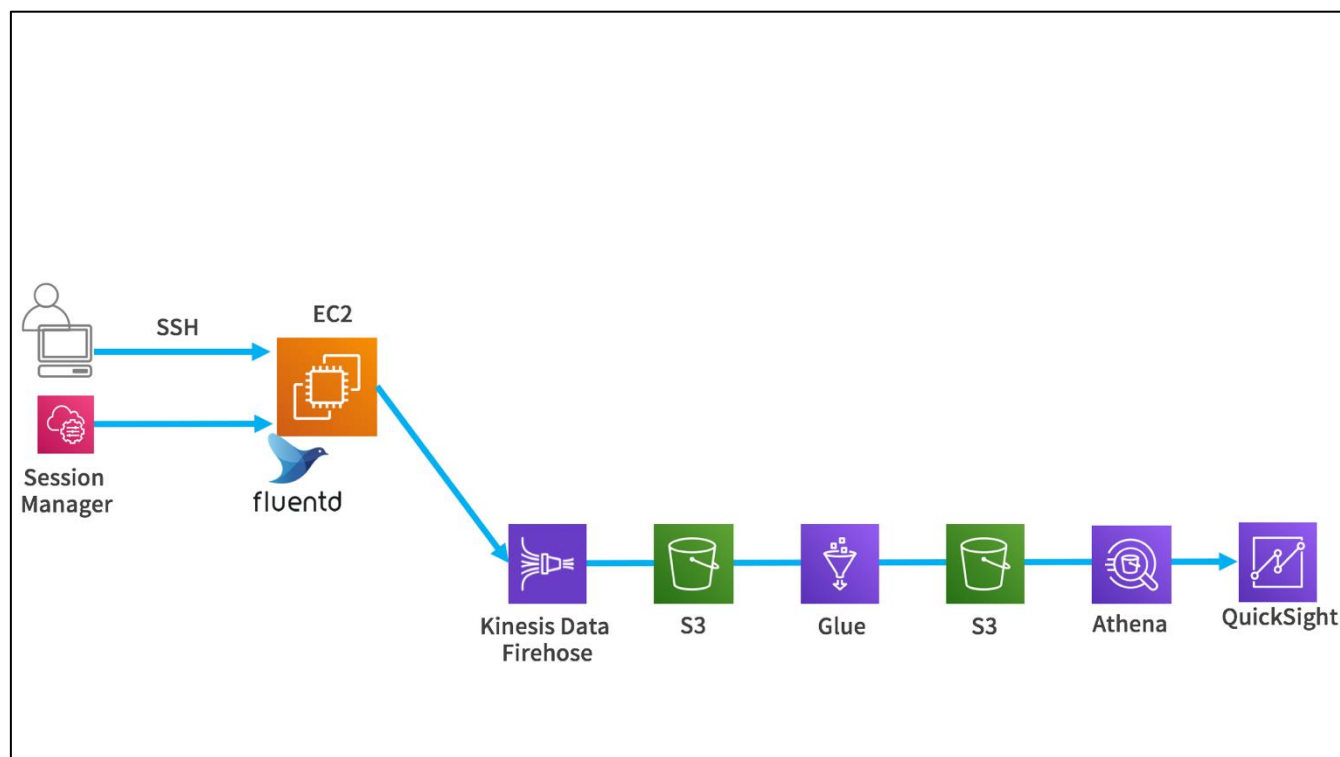 SSH
EC2
Session
Manager
fluentd
Kinesis Data
Firehose
S3
Glue
S3
Athena
QuickSight